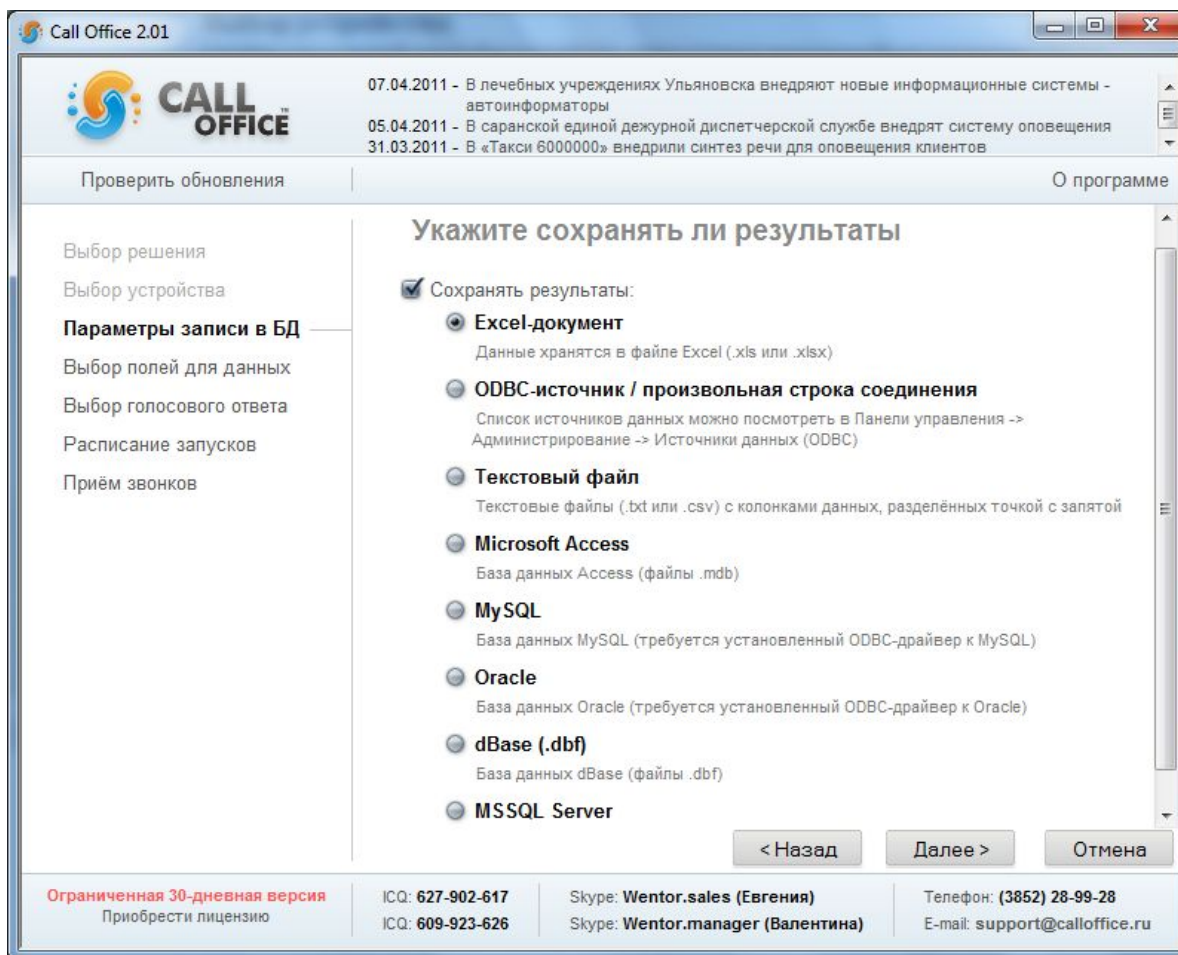 Call Office 2.01
CALL OFFICE™
07.04.2011 - В лечебных учреждениях Ульяновска внедряют новые информационные системы -
автоинформаторы
05.04.2011 - В саранской единой дежурной диспетчерской службе внедрят систему оповещения
31.03.2011 - В «Такси 6000000» внедрили синтез речи для оповещения клиентов
Проверить обновления
О программе
Выбор решения
Выбор устройства
Параметры записи в БД
Выбор полей для данных
Выбор голосового ответа
Расписание запусков
Приём звонков
Укажите сохранять ли результаты
Сохранять результаты:
Excel-документ
Данные хранятся в файле Excel (.xls или .xlsx)
ODBC-источник / произвольная строка соединения
Список источников данных можно посмотреть в Панели управления ->
Администрирование -> Источники данных (ODBC)
Текстовый файл
Текстовые файлы (.txt или .csv) с колонками данных, разделённых точкой с запятой
Microsoft Access
База данных Access (файлы .mdb)
MySQL
База данных MySQL (требуется установленный ODBC-драйвер к MySQL)
Oracle
База данных Oracle (требуется установленный ODBC-драйвер к Oracle)
dBase (.dbf)
База данных dBase (файлы .dbf)
MSSQL Server
< Назад
Далее >
Отмена
Ограниченная 30-дневная версия
Приобрести лицензию
ICQ: 627-902-617
ICQ: 609-923-626
Skype: Wentor.sales (Евгения)
Skype: Wentor.manager (Валентина)
Телефон: (3852) 28-99-28
E-mail: support@calloffice.ru